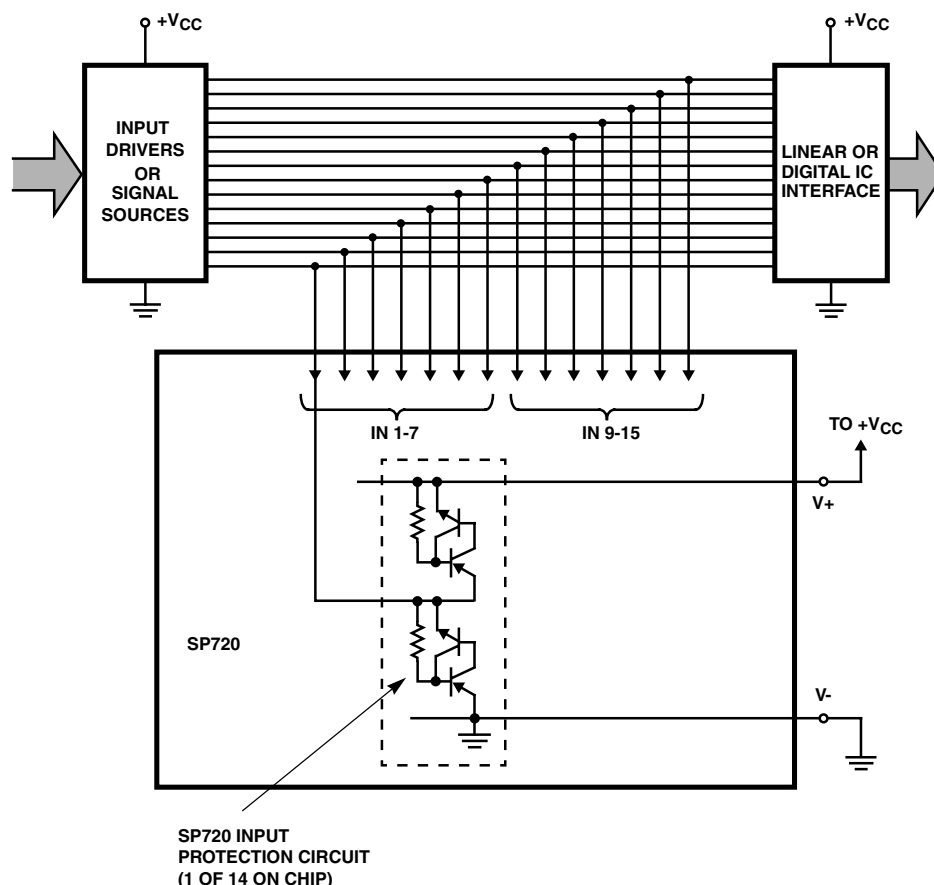 +VCC
+VCC
INPUT
DRIVERS
OR
SIGNAL
SOURCES
LINEAR OR
DIGITAL IC
INTERFACE
IN 1-7
IN 9-15
TO +VCC
V+
SP720
V-
SP720 INPUT
PROTECTION CIRCUIT
(1 OF 14 ON CHIP)